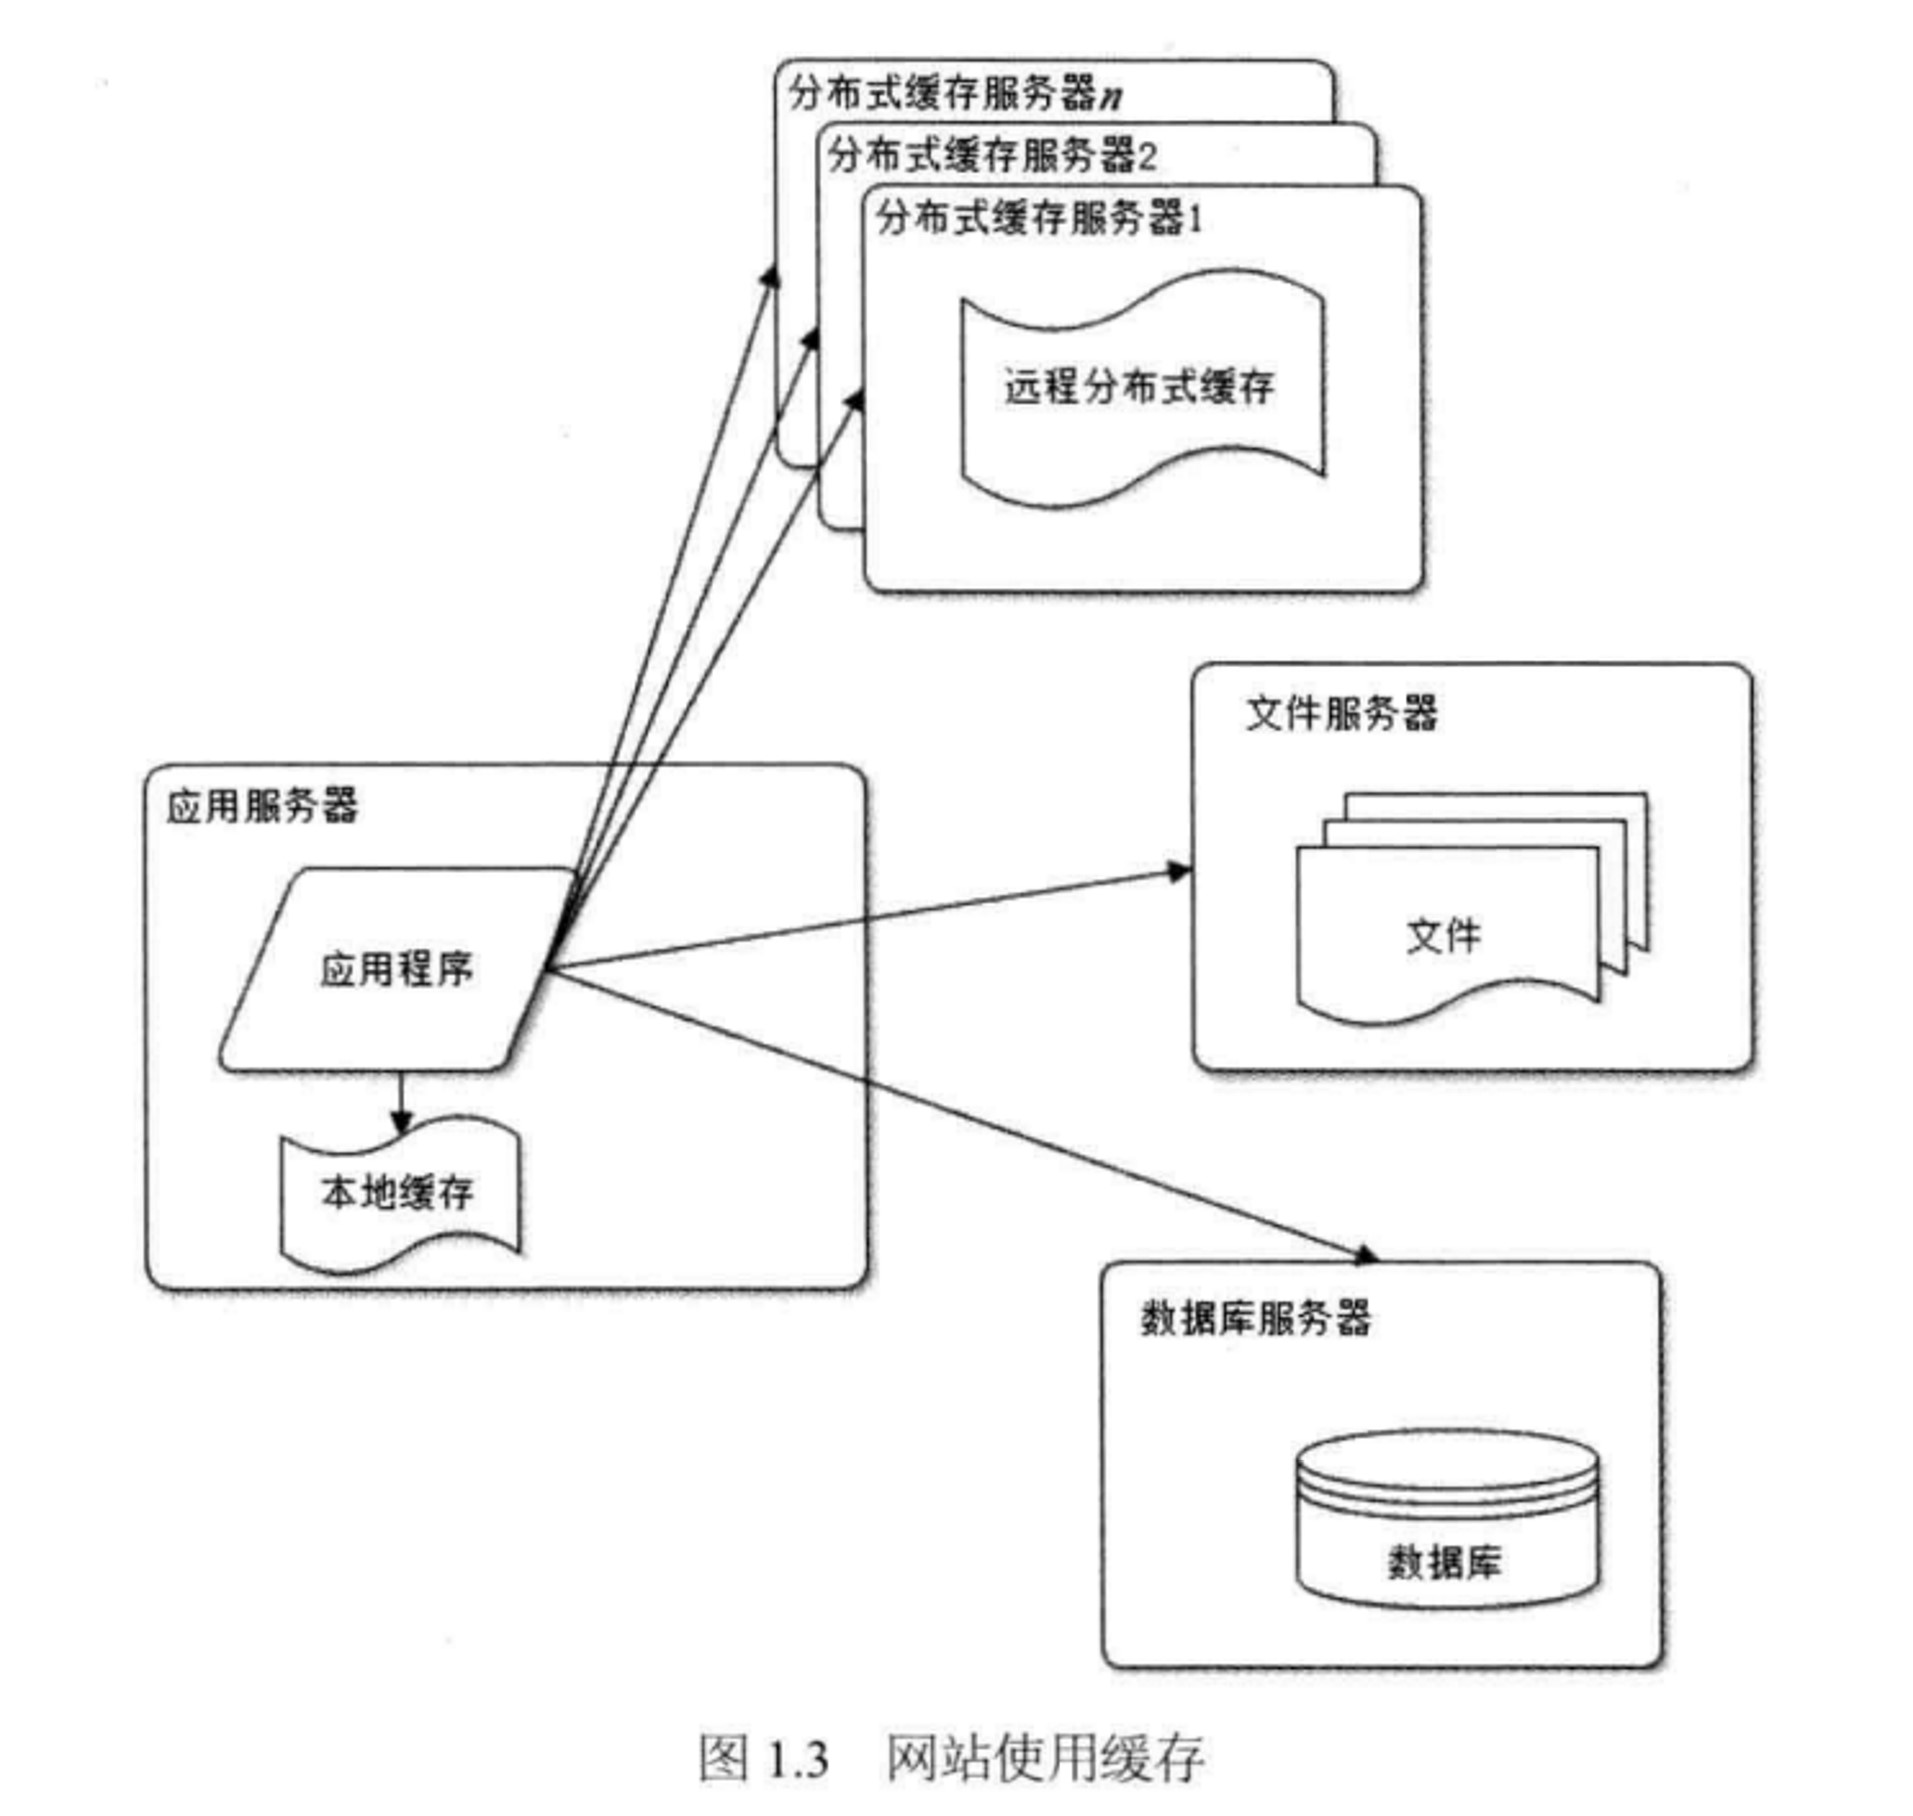 分布式缓存服务器n
分布式缓存服务器2
分布式缓存服务器1
远程分布式缓存
文件服务器
文件
应用服务器
应用程序
本地缓存
数据库服务器
数据库
图 1.3 网站使用缓存